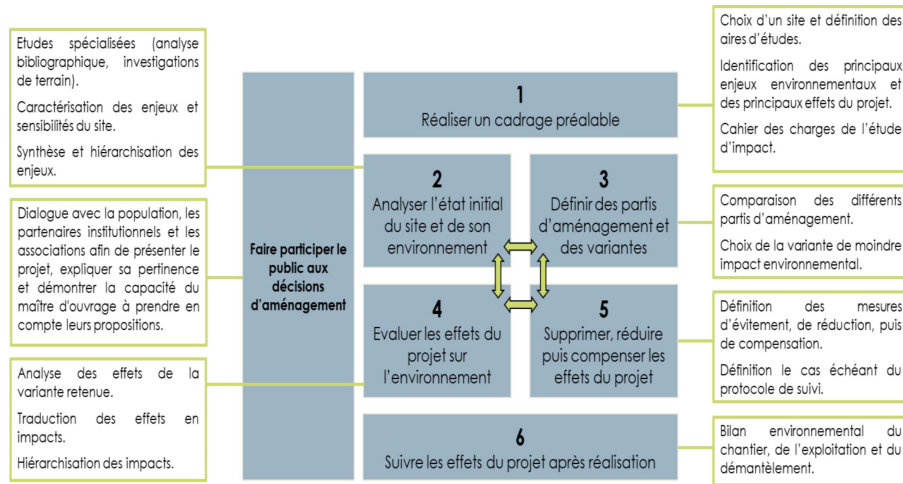 Etudes spécialisées (analyse
bibliographique, investigations
de terrain).
Caractérisation des enjeux et
sensibilités du site.
Synthèse et hiérarchisation des
enjeux.
Dialogue avec la population, les
partenaires institutionnels et les
associations afin de présenter le
projet, expliquer sa pertinence
et démontrer la capacité du
maître d'ouvrage à prendre en
compte leurs propositions.
Analyse des effets de la
variante retenue.
Traduction des effets en
impacts.
Hiérarchisation des impacts.
Faire participer le
public aux
décisions
d'aménagement
1
Réaliser un cadrage préalable
2
Analyser l'état initial
du site et de son
environnement
3
Définir des partis
d'aménagement et
des variantes
4
Evaluer les effets du
projet sur
l'environnement
5
Supprimer, réduire
puis compenser les
effets du projet
6
Suivre les effets du projet après réalisation
Choix d'un site et définition des
aires d'études.
Identification des principaux
enjeux environnementaux et
des principaux effets du projet.
Cahier des charges de l'étude
d'impact.
Comparaison des différents
partis d'aménagement.
Choix de la variante de moindre
impact environnemental.
Définition des mesures
d'évitement, de réduction, puis
de compensation.
Définition le cas échéant du
protocole de suivi.
Bilan environnemental du
chantier, de l'exploitation et du
démantèlement.